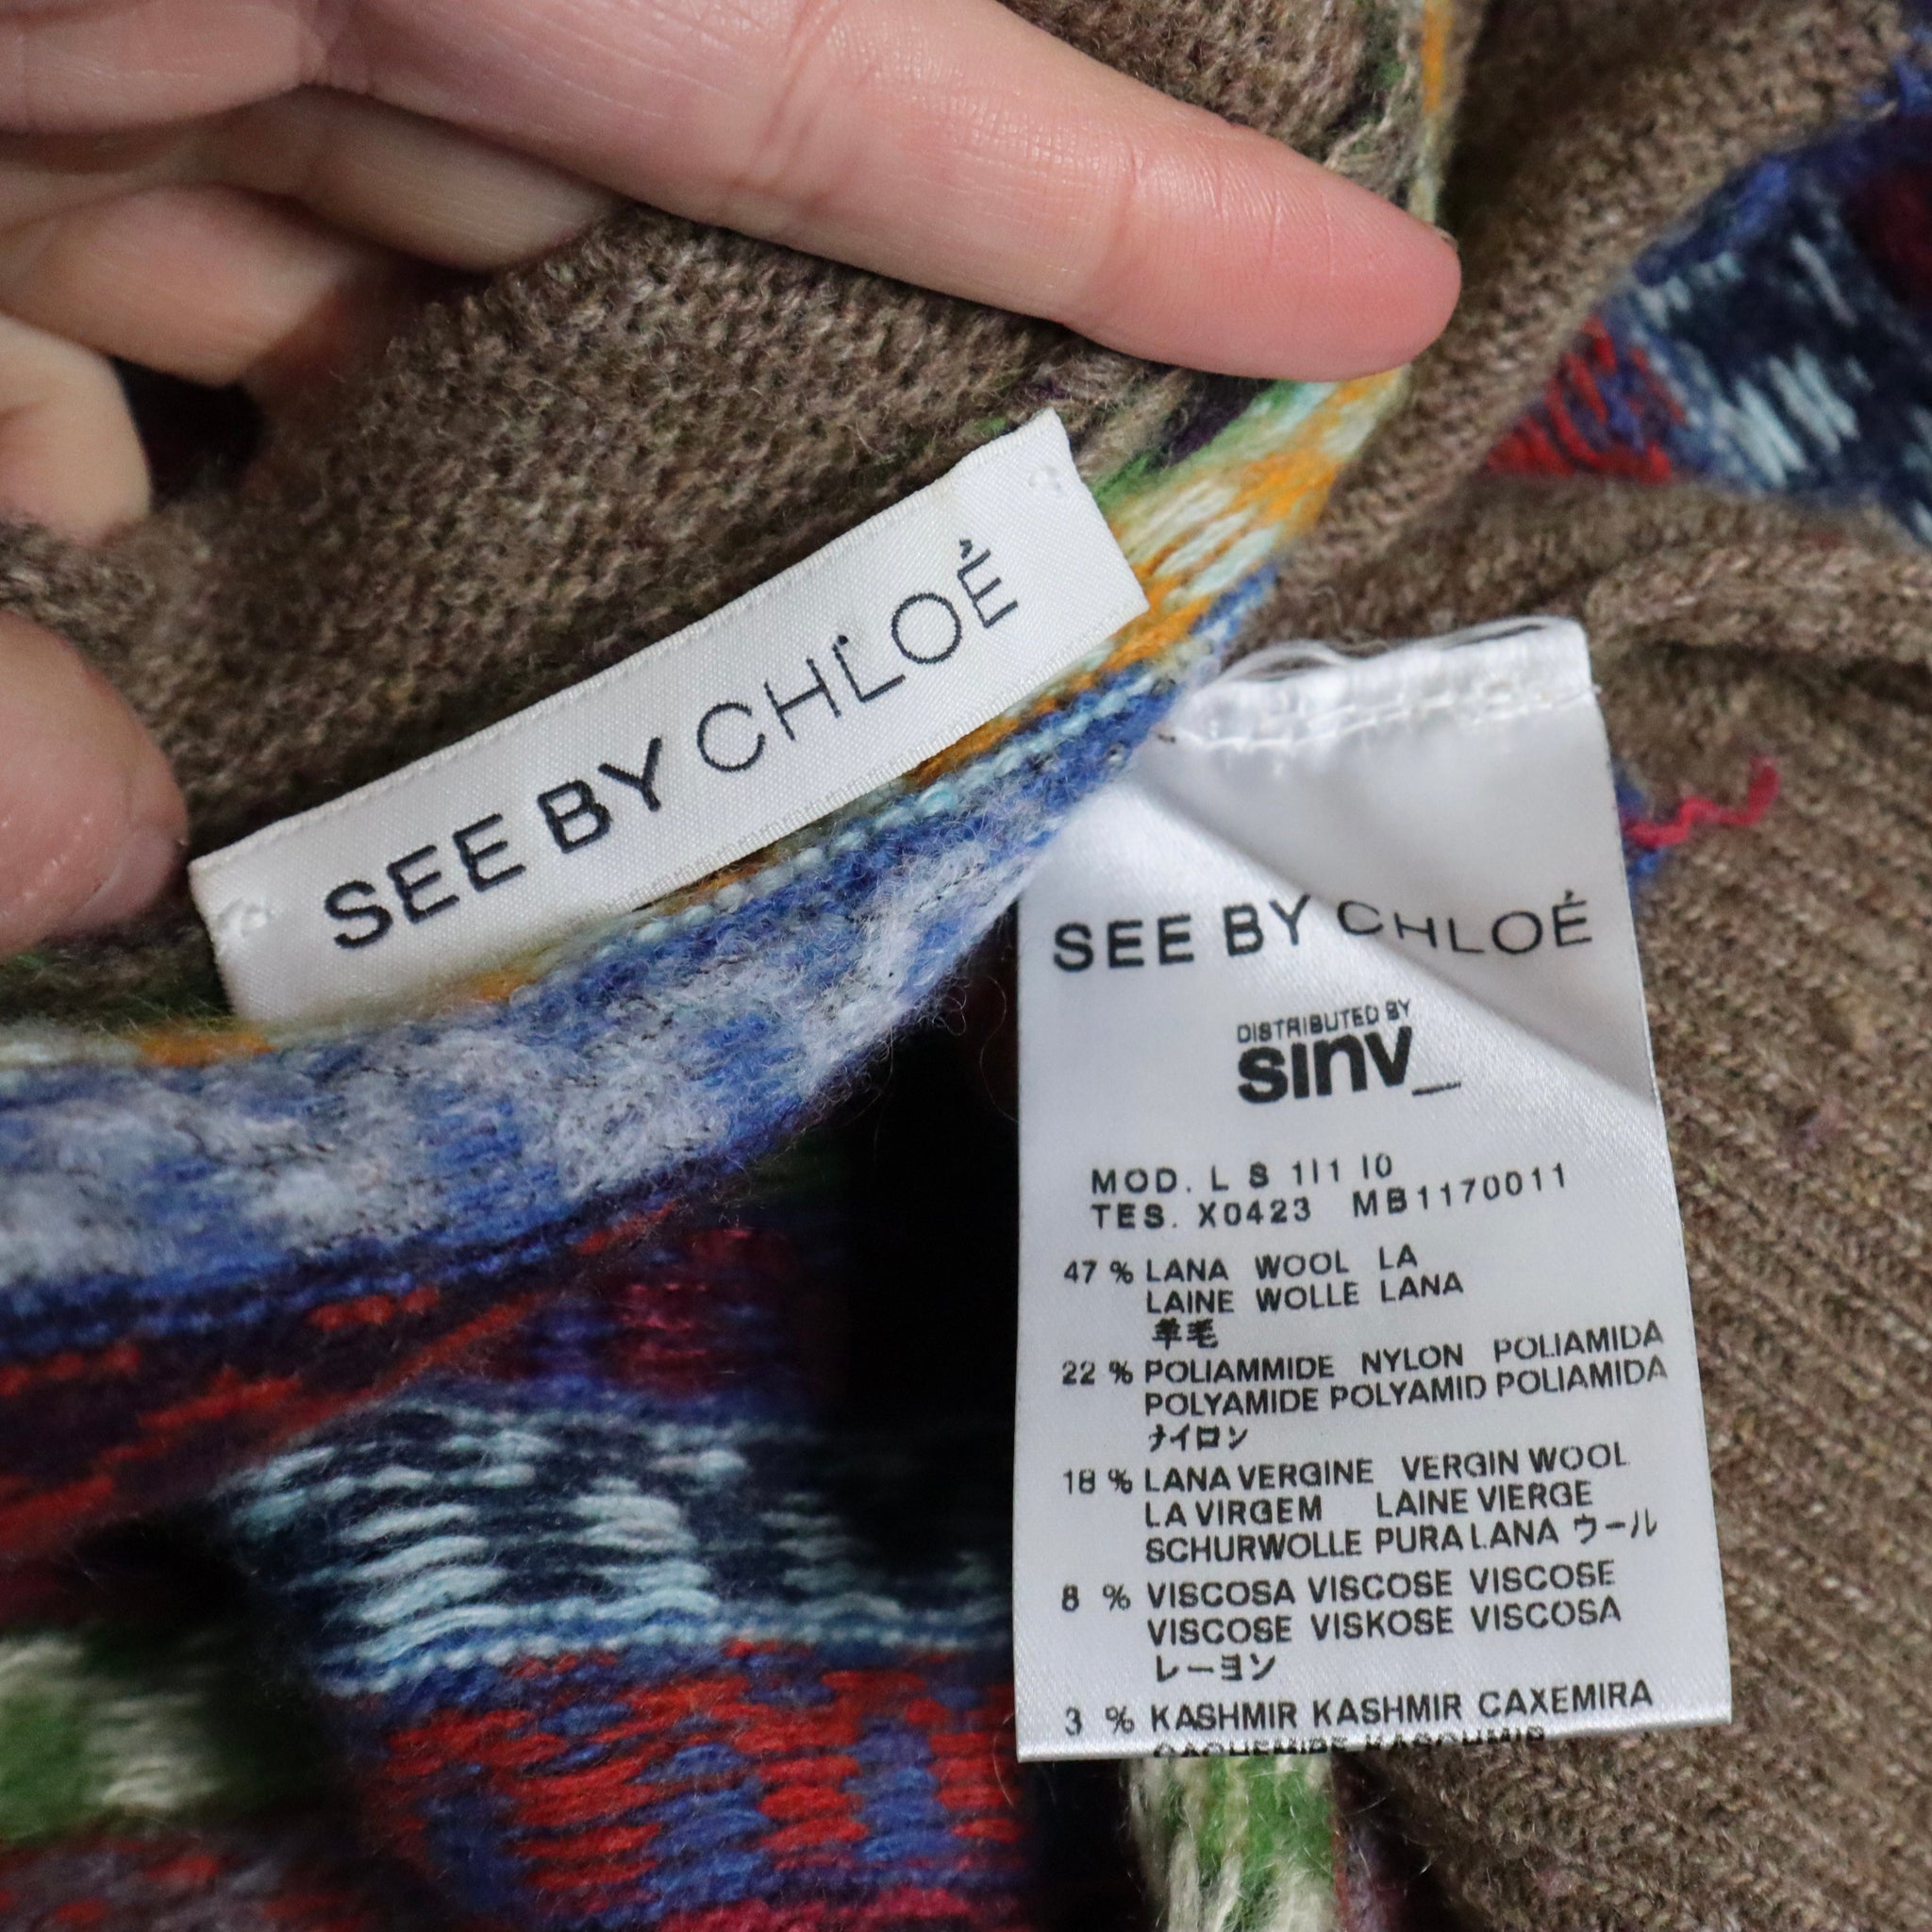 SEE BY CHLOÉ
SEE BY CHLOÉ
DISTRIBUTED BY
sinv_
MOD. L S 111 10
TES. X0423 MB1170011
47 % LANA WOOL LA
LAINE WOLLE LANA
羊毛
22 % POLIAMMIDE NYLON POLIAMIDA
POLYAMIDE POLYAMID POLIAMIDA
ナイロン
18 % LANA VERGINE VERGIN WOOL
LA VIRGEM LAINE VIERGE
SCHURWOLLE PURA LANA ウール
8 % VISCOSA VISCOSE VISCOSE
VISCOSE VISKOSE VISCOSA
レーヨン
3 % KASHMIR KASHMIR CAXEMIRA